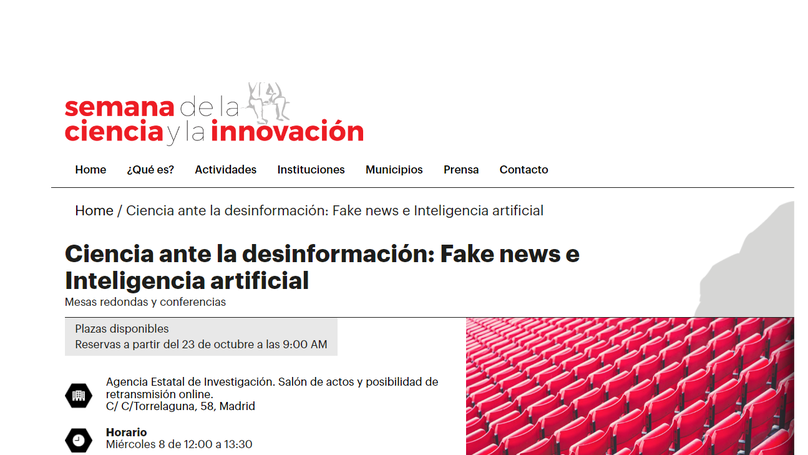 semana de la
ciencia y la innovación
Home ¿Qué es? Actividades Instituciones Municipios Prensa Contacto
Home / Ciencia ante la desinformación: Fake news e Inteligencia artificial
Ciencia ante la desinformación: Fake news e
Inteligencia artificial
Mesas redondas y conferencias
Plazas disponibles
Reservas a partir del 23 de octubre a las 9:00 AM
Agencia Estatal de Investigación. Salón de actos y posibilidad de
retransmisión online.
C/ C/Torrelaguna, 58, Madrid
Horario
Miércoles 8 de 12:00 a 13:30